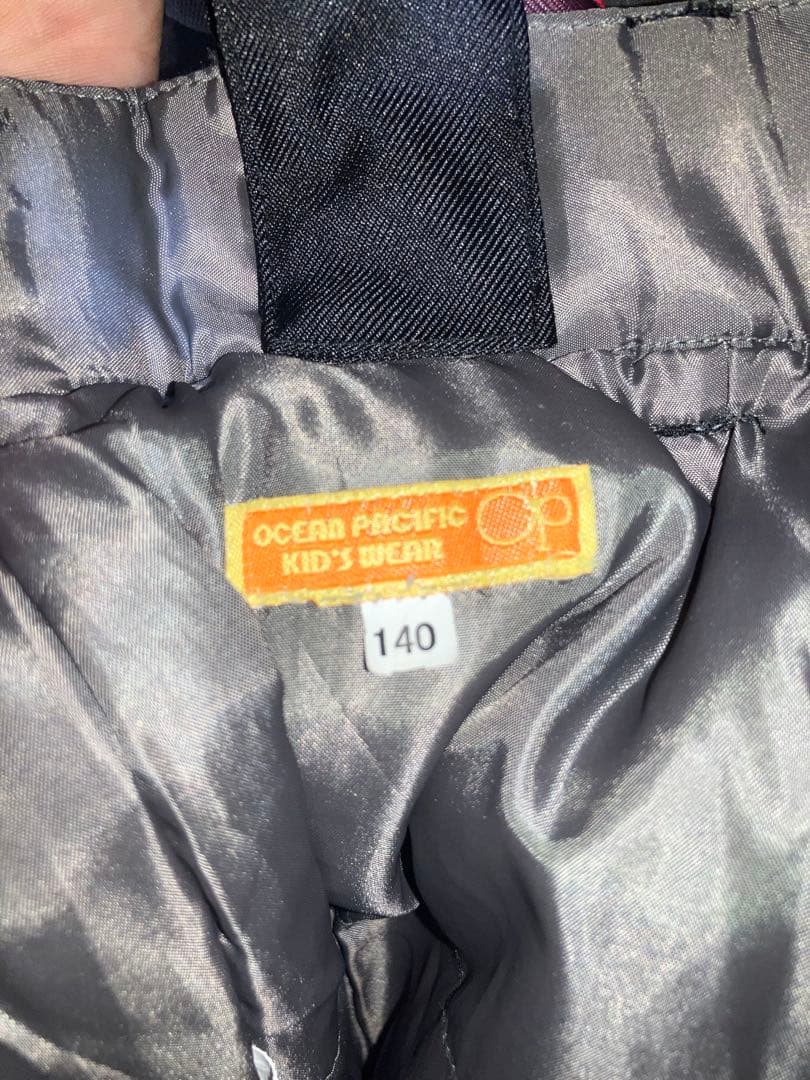 OCEAN PACIFIC
KID'S WEAR
Op
140